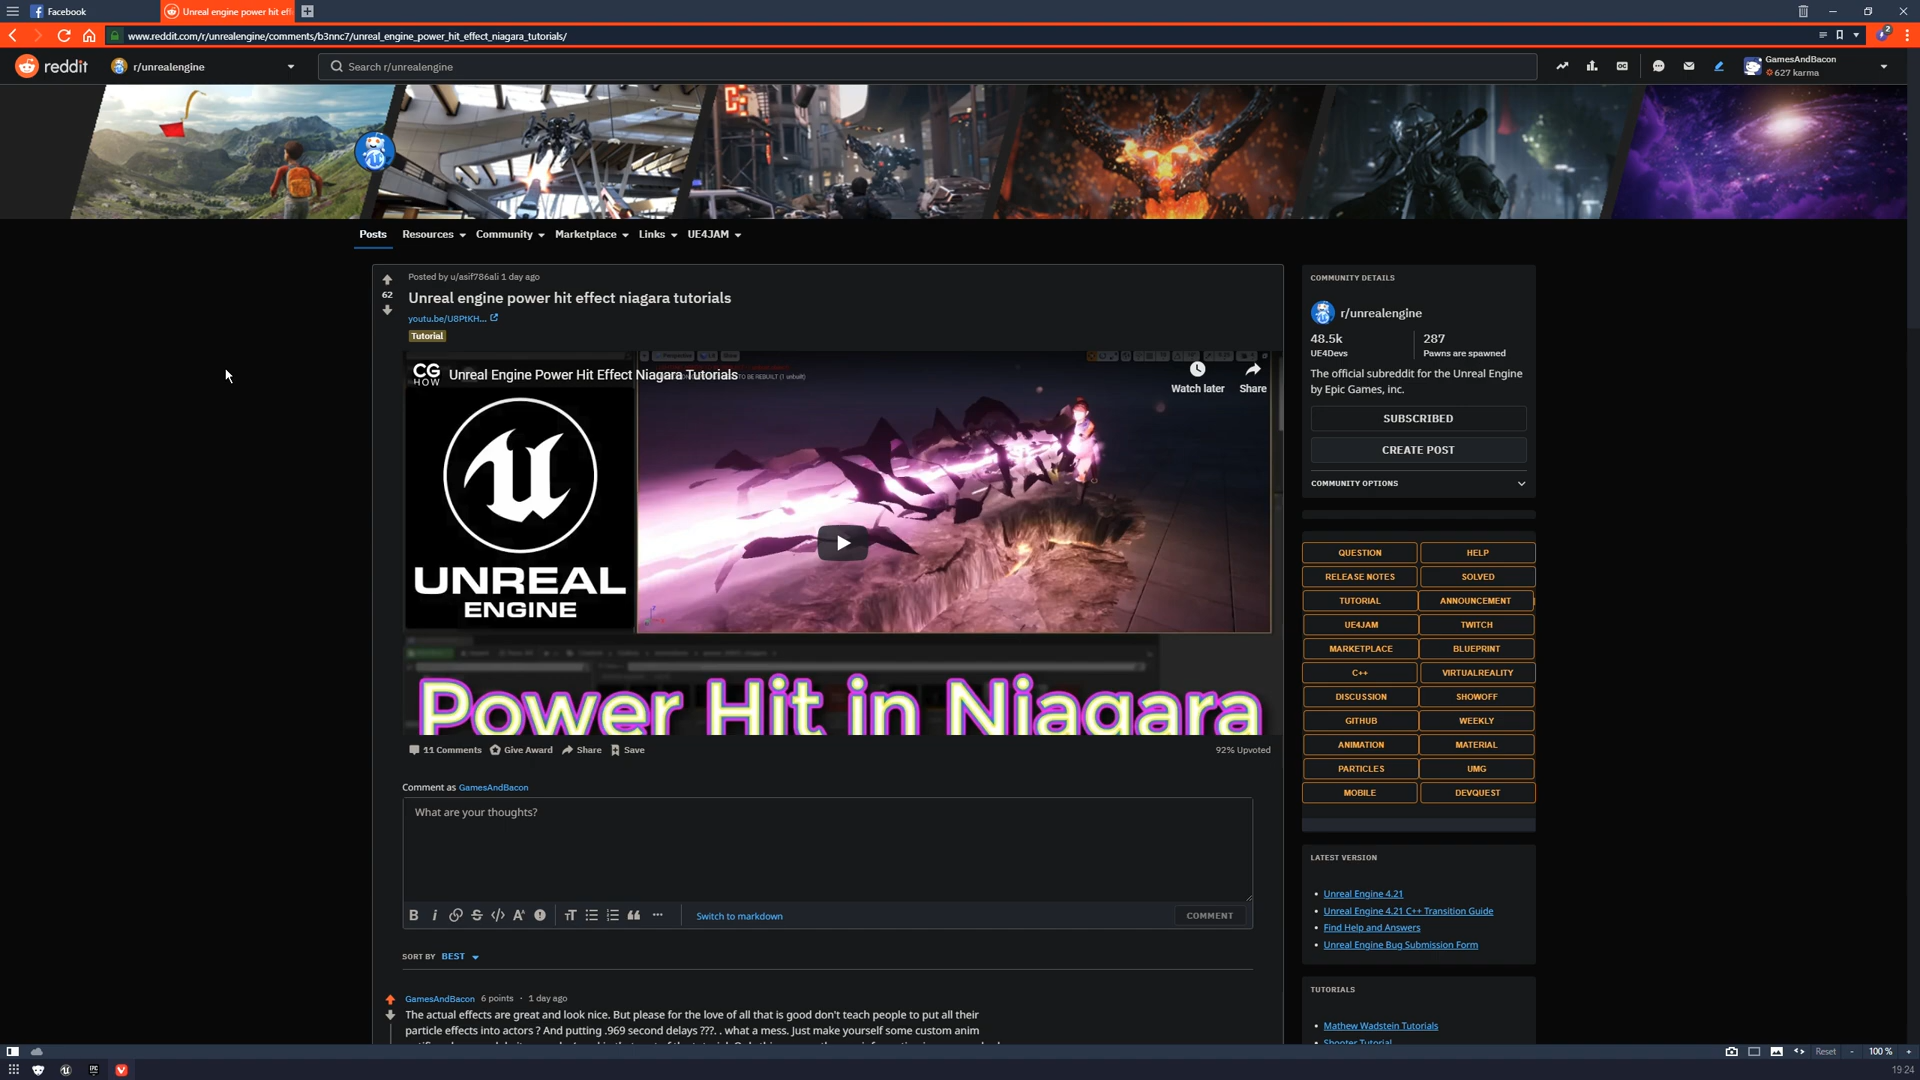 Facebook
Unreal engine power hit eff
www.reddit.com/r/unrealengine/comments/b3nnc7/unreal_engine_power_hit_effect_niagara_tutorials/
2
reddit
r/unrealengine
Search r/unrealengine
GamesAndBacon
627 karma
Posts
Resources
Community
Marketplace
Links
UE4JAM
Posted by u/asif786ali 1 day ago
62
Unreal engine power hit effect niagara tutorials
youtu.be/U8PtKH...
Tutorial
CG
HOW
Unreal Engine Power Hit Effect Niagara Tutorials
Watch later
Share
UNREAL
ENGINE
Power Hit in Niagara
11 Comments
Give Award
Share
Save
92% Upvoted
Comment as GamesAndBacon
What are your thoughts?
Switch to markdown
COMMENT
SORT BY BEST
GamesAndBacon 6 points · 1 day ago
The actual effects are great and look nice. But please for the love of all that is good don't teach people to put all their
particle effects into actors ? And putting .969 second delays ???. . what a mess. Just make yourself some custom anim
COMMUNITY DETAILS
r/unrealengine
48.5k
UE4Devs
287
Pawns are spawned
The official subreddit for the Unreal Engine
by Epic Games, inc.
SUBSCRIBED
CREATE POST
COMMUNITY OPTIONS
QUESTION
HELP
RELEASE NOTES
SOLVED
TUTORIAL
ANNOUNCEMENT
UE4JAM
TWITCH
MARKETPLACE
BLUEPRINT
C++
VIRTUALREALITY
DISCUSSION
SHOWOFF
GITHUB
WEEKLY
ANIMATION
MATERIAL
PARTICLES
UMG
MOBILE
DEVQUEST
LATEST VERSION
Unreal Engine 4.21
Unreal Engine 4.21 C++ Transition Guide
Find Help and Answers
Unreal Engine Bug Submission Form
TUTORIALS
Mathew Wadstein Tutorials
Shooter Tutorial
Reset
100 %
19:24